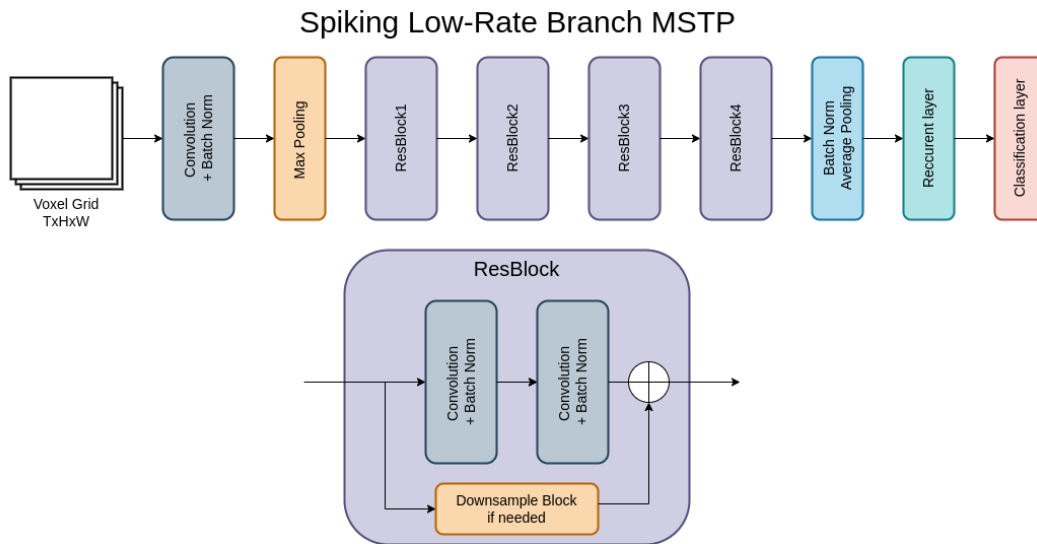 Spiking Low-Rate Branch MSTP
Voxel Grid
TxHxW
Convolution
+ Batch Norm
Max Pooling
ResBlock1
ResBlock2
ResBlock3
ResBlock4
Batch Norm
Average Pooling
Reccurent layer
Classification layer
ResBlock
Convolution
+ Batch Norm
Convolution
+ Batch Norm
Downsample Block
if needed